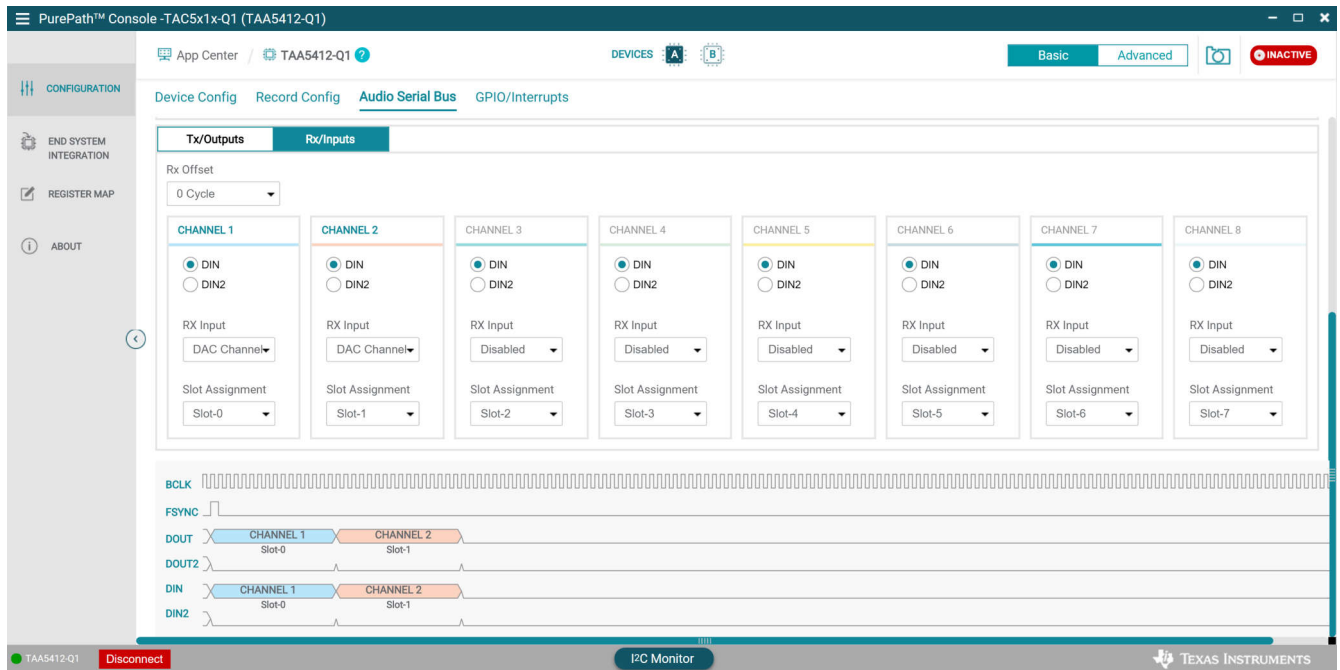 PurePath™ Console -TAC5x1x-Q1 (TAA5412-Q1)
App Center / TAA5412-Q1 ?
DEVICES A B
Basic Advanced
INACTIVE
CONFIGURATION
END SYSTEM
INTEGRATION
REGISTER MAP
ABOUT
Device Config Record Config Audio Serial Bus GPIO/Interrupts
Tx/Outputs Rx/Inputs
Rx Offset
0 Cycle
CHANNEL 1 CHANNEL 2 CHANNEL 3 CHANNEL 4 CHANNEL 5 CHANNEL 6 CHANNEL 7 CHANNEL 8
DIN DIN DIN DIN DIN DIN DIN DIN
DIN2 DIN2 DIN2 DIN2 DIN2 DIN2 DIN2 DIN2
RX Input RX Input RX Input RX Input RX Input RX Input RX Input RX Input
DAC Channel DAC Channel Disabled Disabled Disabled Disabled Disabled Disabled
Slot Assignment Slot Assignment Slot Assignment Slot Assignment Slot Assignment Slot Assignment Slot Assignment Slot Assignment
Slot-0 Slot-1 Slot-2 Slot-3 Slot-4 Slot-5 Slot-6 Slot-7
BCLK
FSYNC
DOUT CHANNEL 1 CHANNEL 2
Slot-0 Slot-1
DOUT2
DIN CHANNEL 1 CHANNEL 2
Slot-0 Slot-1
DIN2
TAA5412-Q1 Disconnect I²C Monitor TEXAS INSTRUMENTS